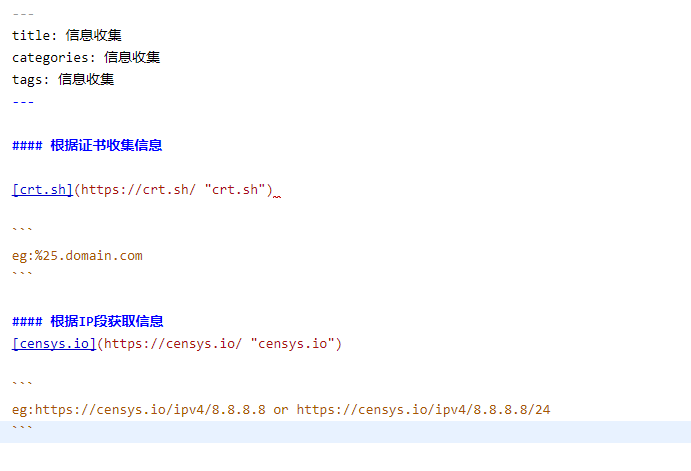 ---
title: 信息收集
categories: 信息收集
tags: 信息收集
---
#### 根据证书收集信息
[crt.sh](https://crt.sh/ "crt.sh")
```
eg:%25.domain.com
```
#### 根据IP段获取信息
[censys.io](https://censys.io/ "censys.io")
```
eg:https://censys.io/ipv4/8.8.8.8 or https://censys.io/ipv4/8.8.8.8/24
```